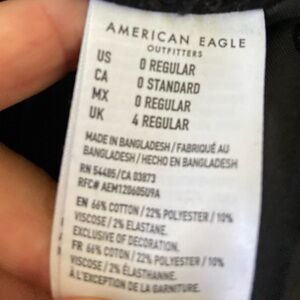 AMERICAN EAGLE
OUTFITTERS
US 0 REGULAR
CA 0 STANDARD
MX 0 REGULAR
UK 4 REGULAR
MADE IN BANGLADESH / FABRIQUÉ AU
BANGLADESH / HECHO EN BANGLADESH
RN 54485/CA 03873
RFC# AEM120605U9A
EN 66% COTTON / 22% POLYESTER / 10%
VISCOSE / 2% ELASTANE.
EXCLUSIVE OF DECORATION.
FR 66% COTON / 22% POLYESTER / 10%
VISCOSE / 2% ÉLASTHANNE.
À L'EXCEPTION DE LA GARNITURE.